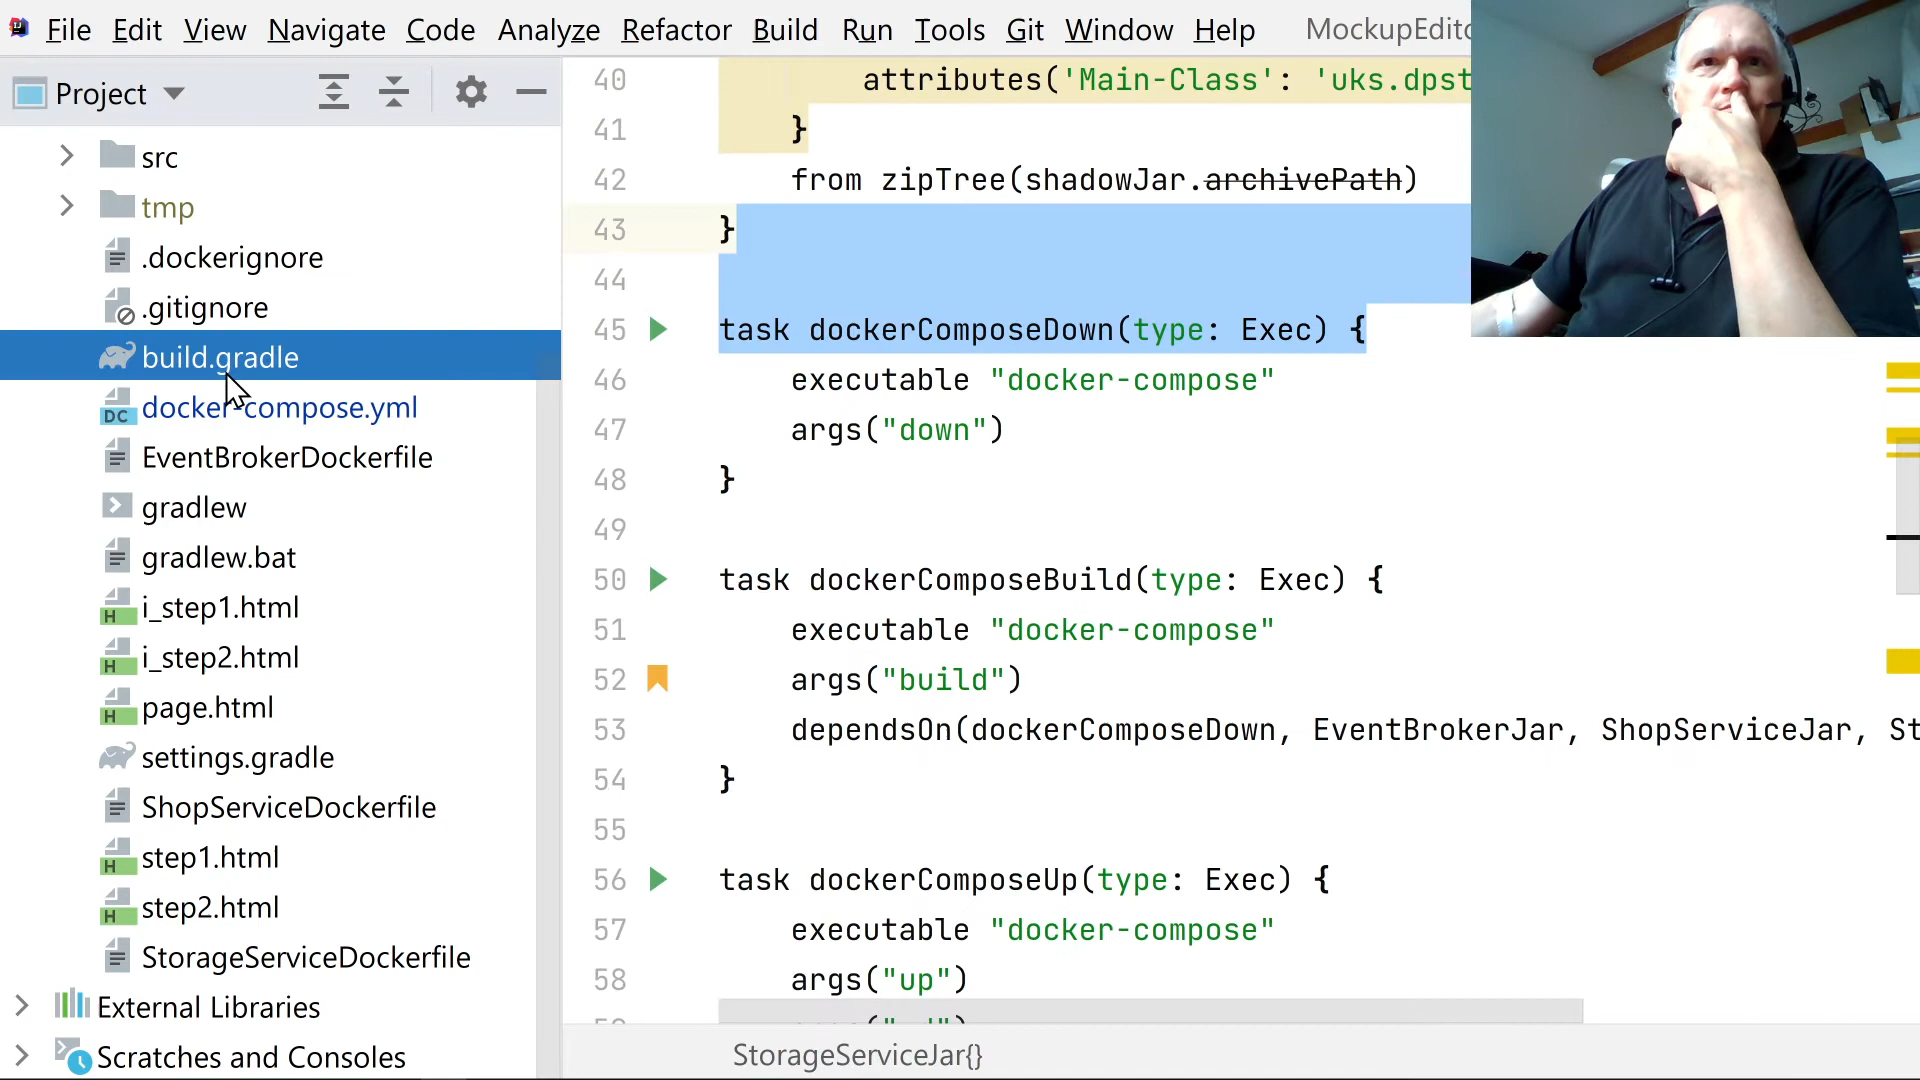 File Edit View Navigate Code Analyze Refactor Build Run Tools Git Window Help MockupEdito
Project
src
tmp
.dockerignore
.gitignore
build.gradle
docker-compose.yml
DC
EventBrokerDockerfile
gradlew
gradlew.bat
H i_step1.html
H i_step2.html
H page.html
settings.gradle
ShopServiceDockerfile
H step1.html
H step2.html
StorageServiceDockerfile
External Libraries
Scratches and Consoles
40 attributes('Main-Class': 'uks.dpst
41 }
42 from zipTree(shadowJar.archivePath)
43 }
44
45 task dockerComposeDown(type: Exec) {
46 executable "docker-compose"
47 args("down")
48 }
49
50 task dockerComposeBuild(type: Exec) {
51 executable "docker-compose"
52 args("build")
53 dependsOn(dockerComposeDown, EventBrokerJar, ShopServiceJar, St
54 }
55
56 task dockerComposeUp(type: Exec) {
57 executable "docker-compose"
58 args("up")
StorageServiceJar{}